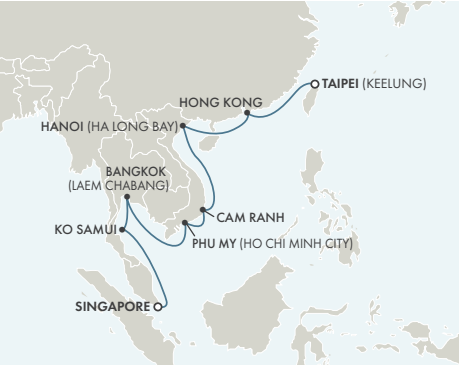 TAIPEI (KEELUNG)
HONG KONG
HANOI (HA LONG BAY)
BANGKOK
(LAEM CHABANG)
CAM RANH
KO SAMUI
PHU MY (HO CHI MINH CITY)
SINGAPORE